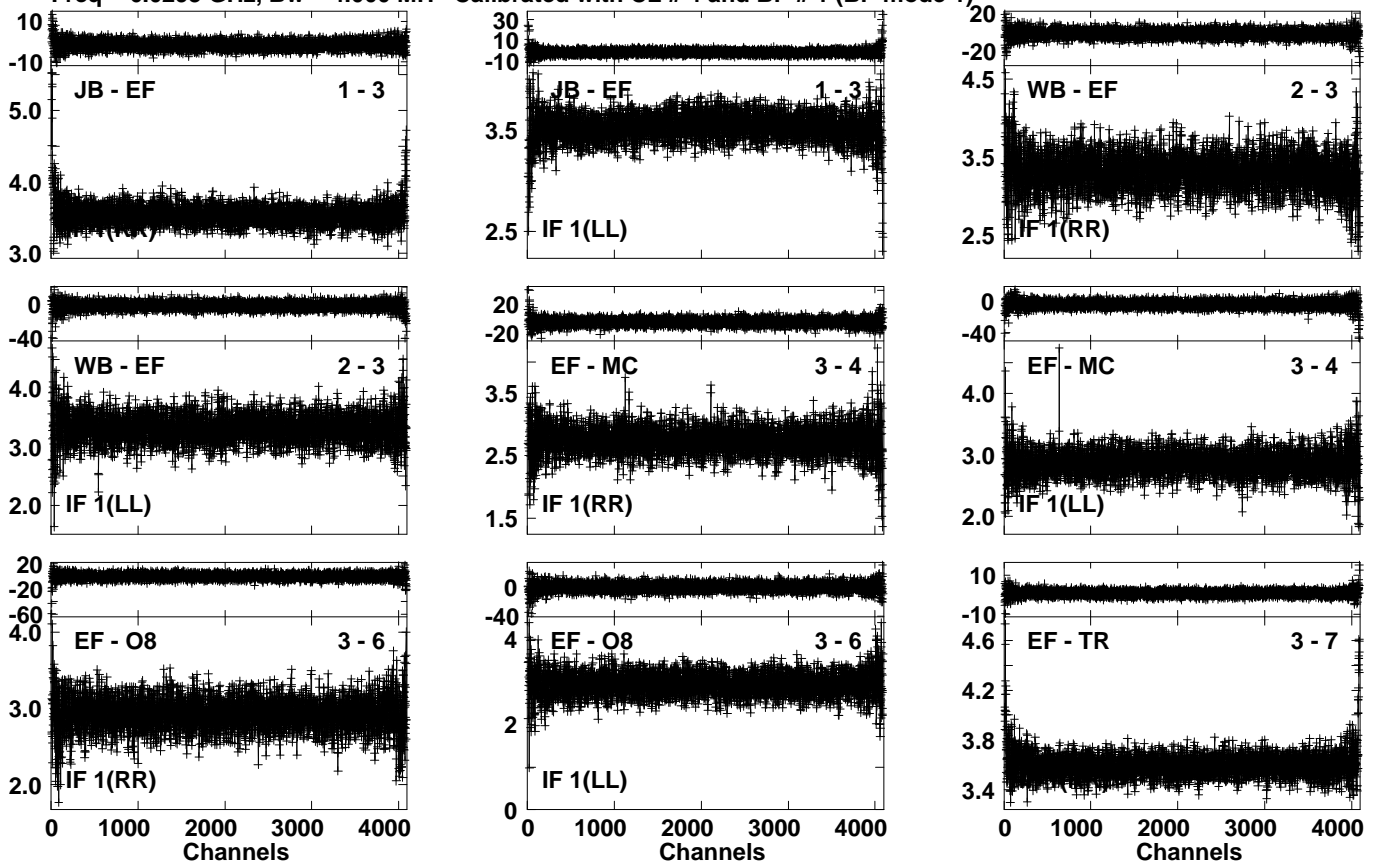 Calibrated with CL # 4 and BP # 1 (BP mode 1)
10
-10
JB - EF 1 - 3
5.0
4.0
3.0
30
10
-10
JB - EF 1 - 3
3.5
2.5
IF 1(LL)
20
-20
WB - EF 2 - 3
4.5
3.5
2.5
IF 1(RR)
0
-40
WB - EF 2 - 3
4.0
3.0
2.0
IF 1(LL)
20
-20
EF - MC 3 - 4
3.5
2.5
1.5
IF 1(RR)
0
-40
EF - MC 3 - 4
4.0
3.0
2.0
IF 1(LL)
20
-20
-60
EF - O8 3 - 6
4.0
3.0
2.0
IF 1(RR)
0
-40
EF - O8 3 - 6
4
2
0
IF 1(LL)
10
-10
EF - TR 3 - 7
4.6
4.2
3.8
3.4
0 1000 2000 3000 4000
Channels
0 1000 2000 3000 4000
Channels
0 1000 2000 3000 4000
Channels